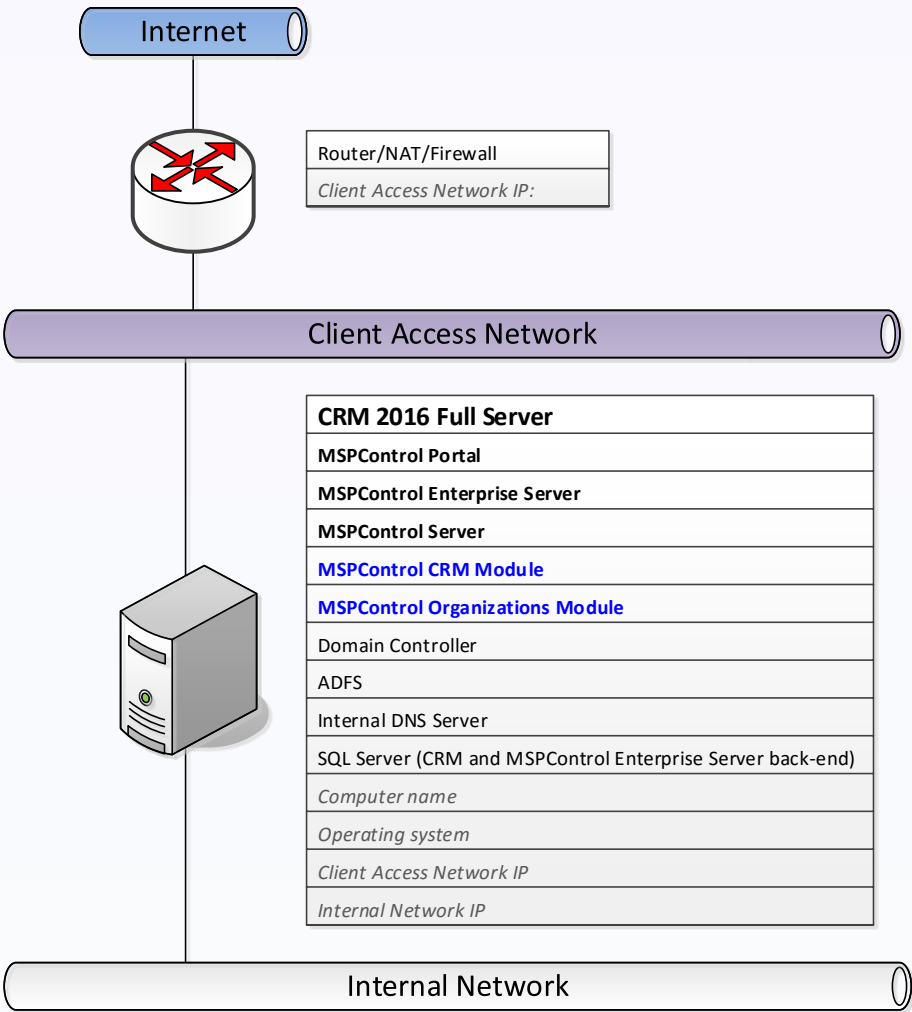 Internet
Router/NAT/Firewall
Client Access Network IP:
Client Access Network
CRM 2016 Full Server
MSPControl Portal
MSPControl Enterprise Server
MSPControl Server
MSPControl CRM Module
MSPControl Organizations Module
Domain Controller
ADFS
Internal DNS Server
SQL Server (CRM and MSPControl Enterprise Server back-end)
Computer name
Operating system
Client Access Network IP
Internal Network IP
Internal Network